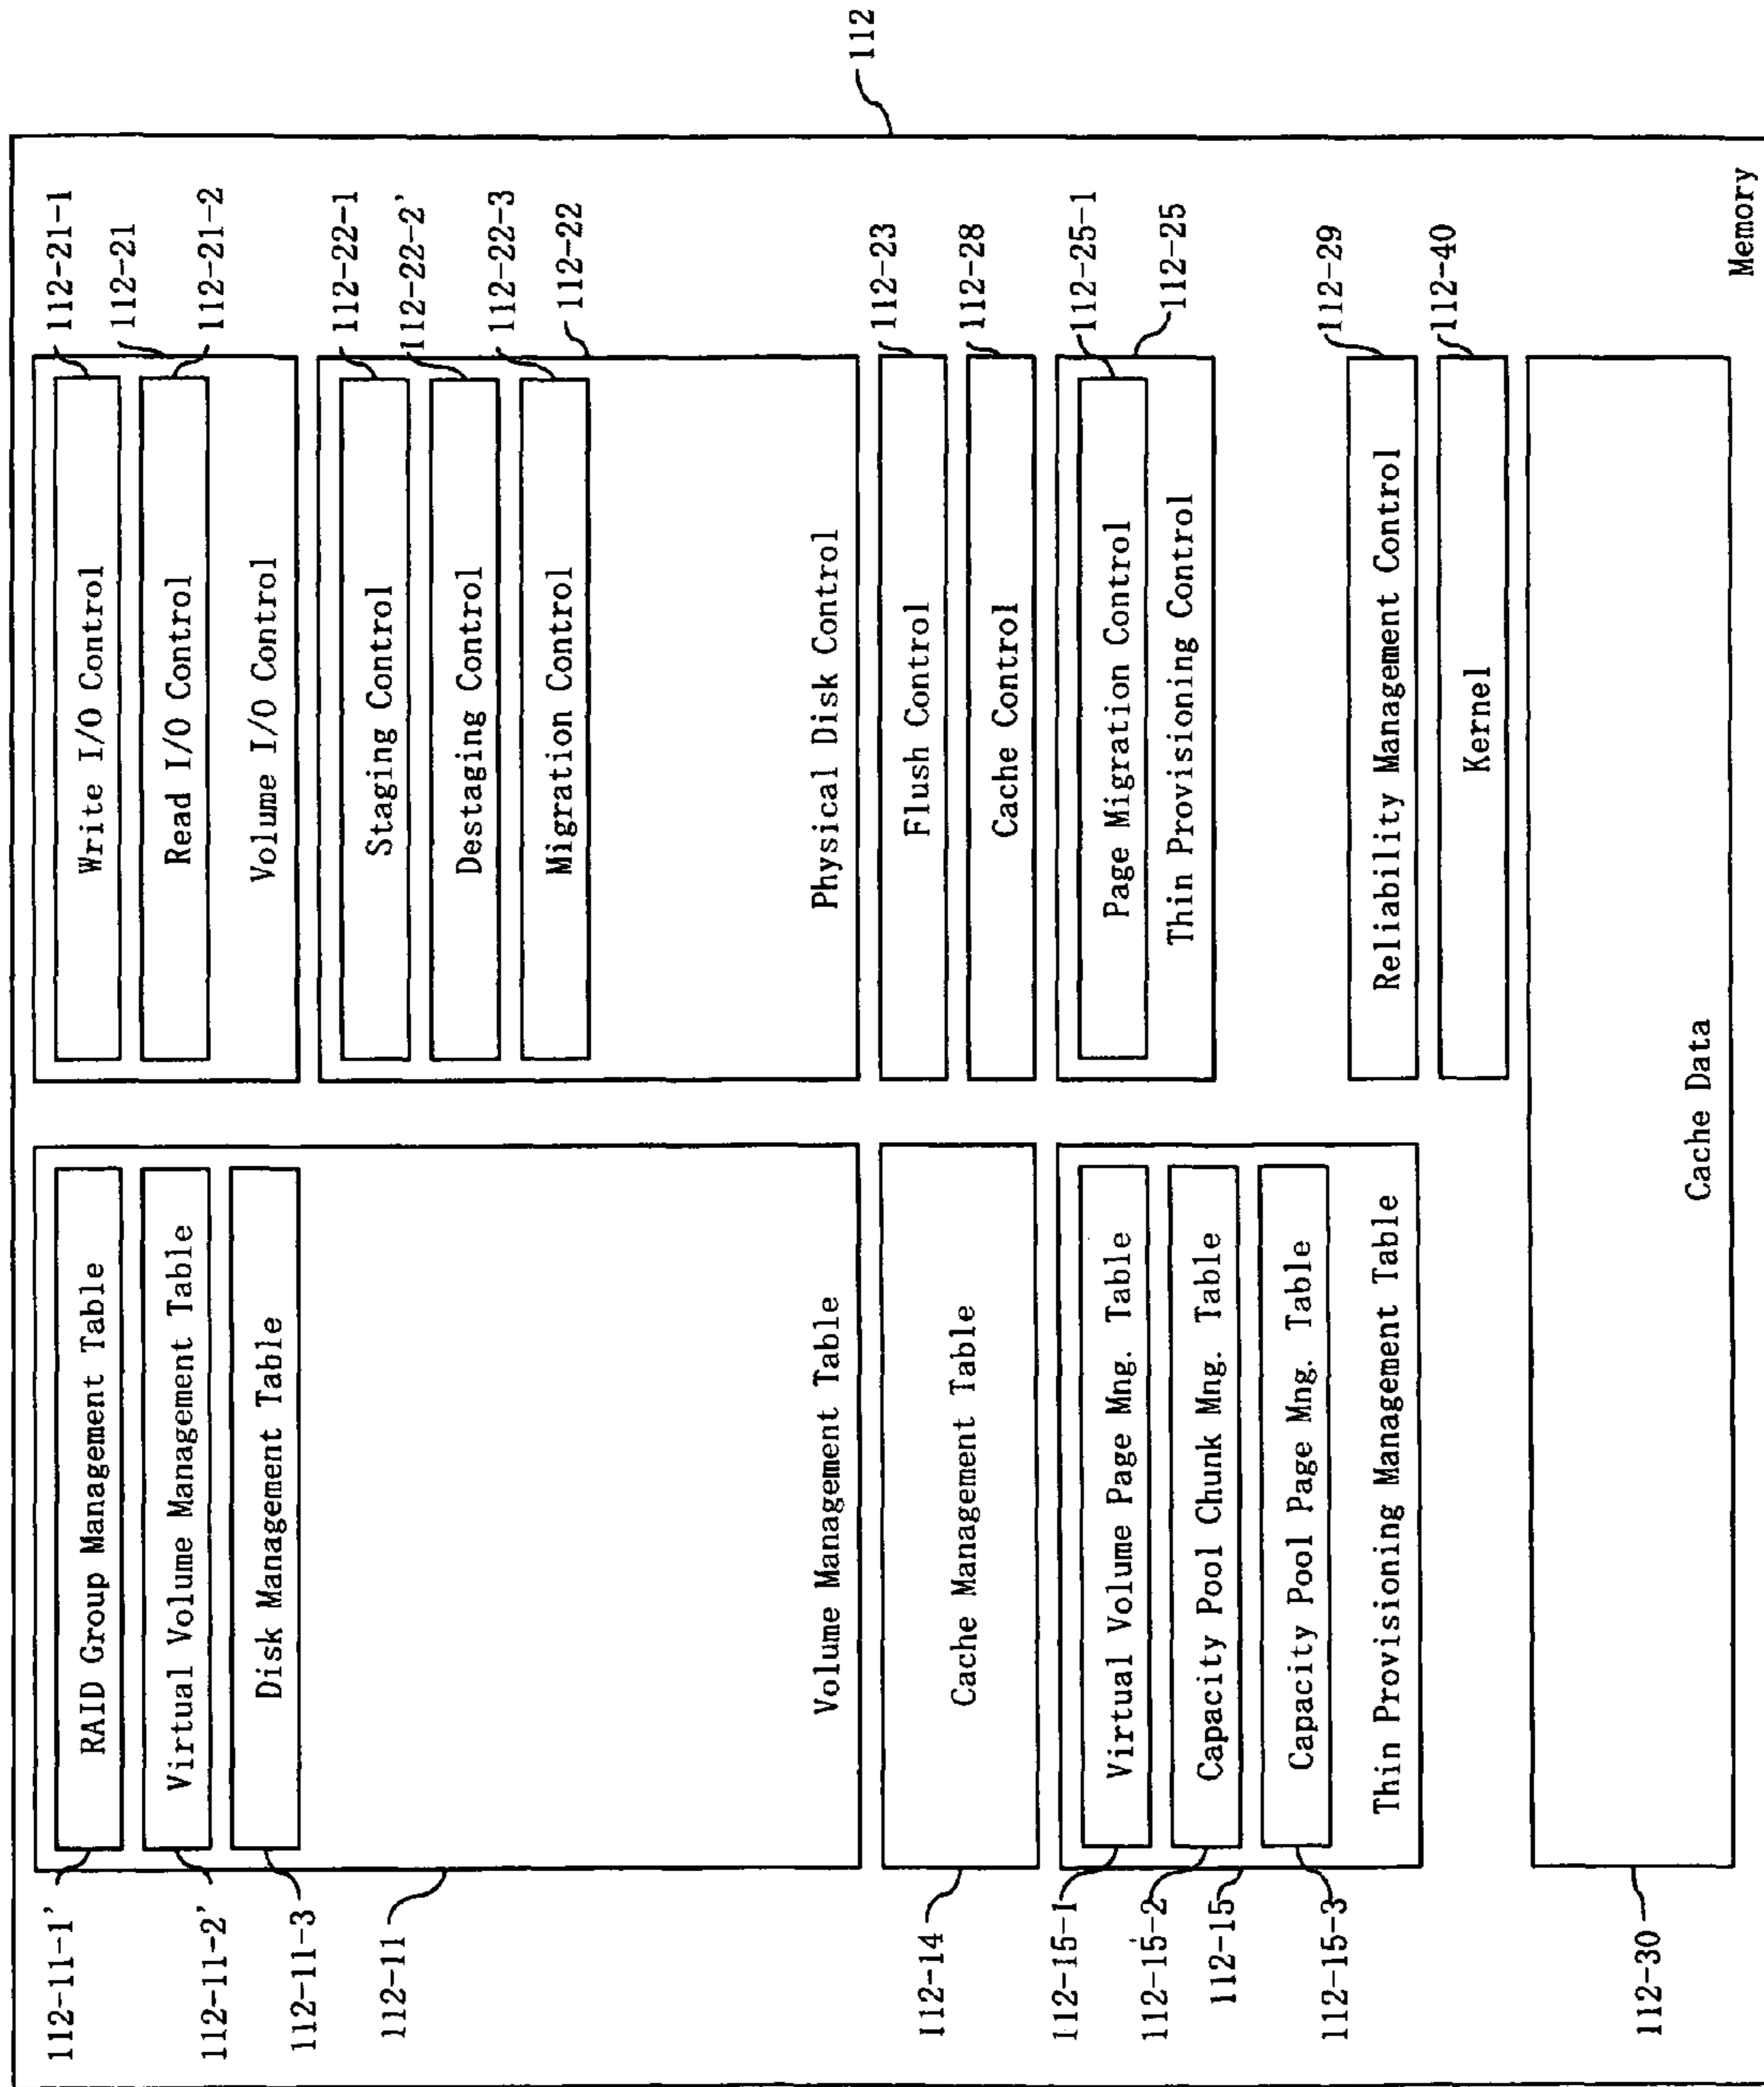 112-11-1'
RAID Group Management Table
112-11-2'
Virtual Volume Management Table
112-11-3
Disk Management Table
112-11
Volume Management Table
112-14
Cache Management Table
112-15-1
Virtual Volume Page Mng. Table
112-15-2
Capacity Pool Chunk Mng. Table
112-15
112-15-3
Capacity Pool Page Mng. Table
Thin Provisioning Management Table
Write I/O Control
112-21-1
112-21
Read I/O Control
112-21-2
Volume I/O Control
Staging Control
112-22-1
Destaging Control
112-22-2'
Migration Control
112-22-3
112-22
Physical Disk Control
Flush Control
112-23
Cache Control
112-28
Page Migration Control
112-25-1
Thin Provisioning Control
112-25
Reliability Management Control
112-29
Kernel
112-40
112-30
Cache Data
Memory
112